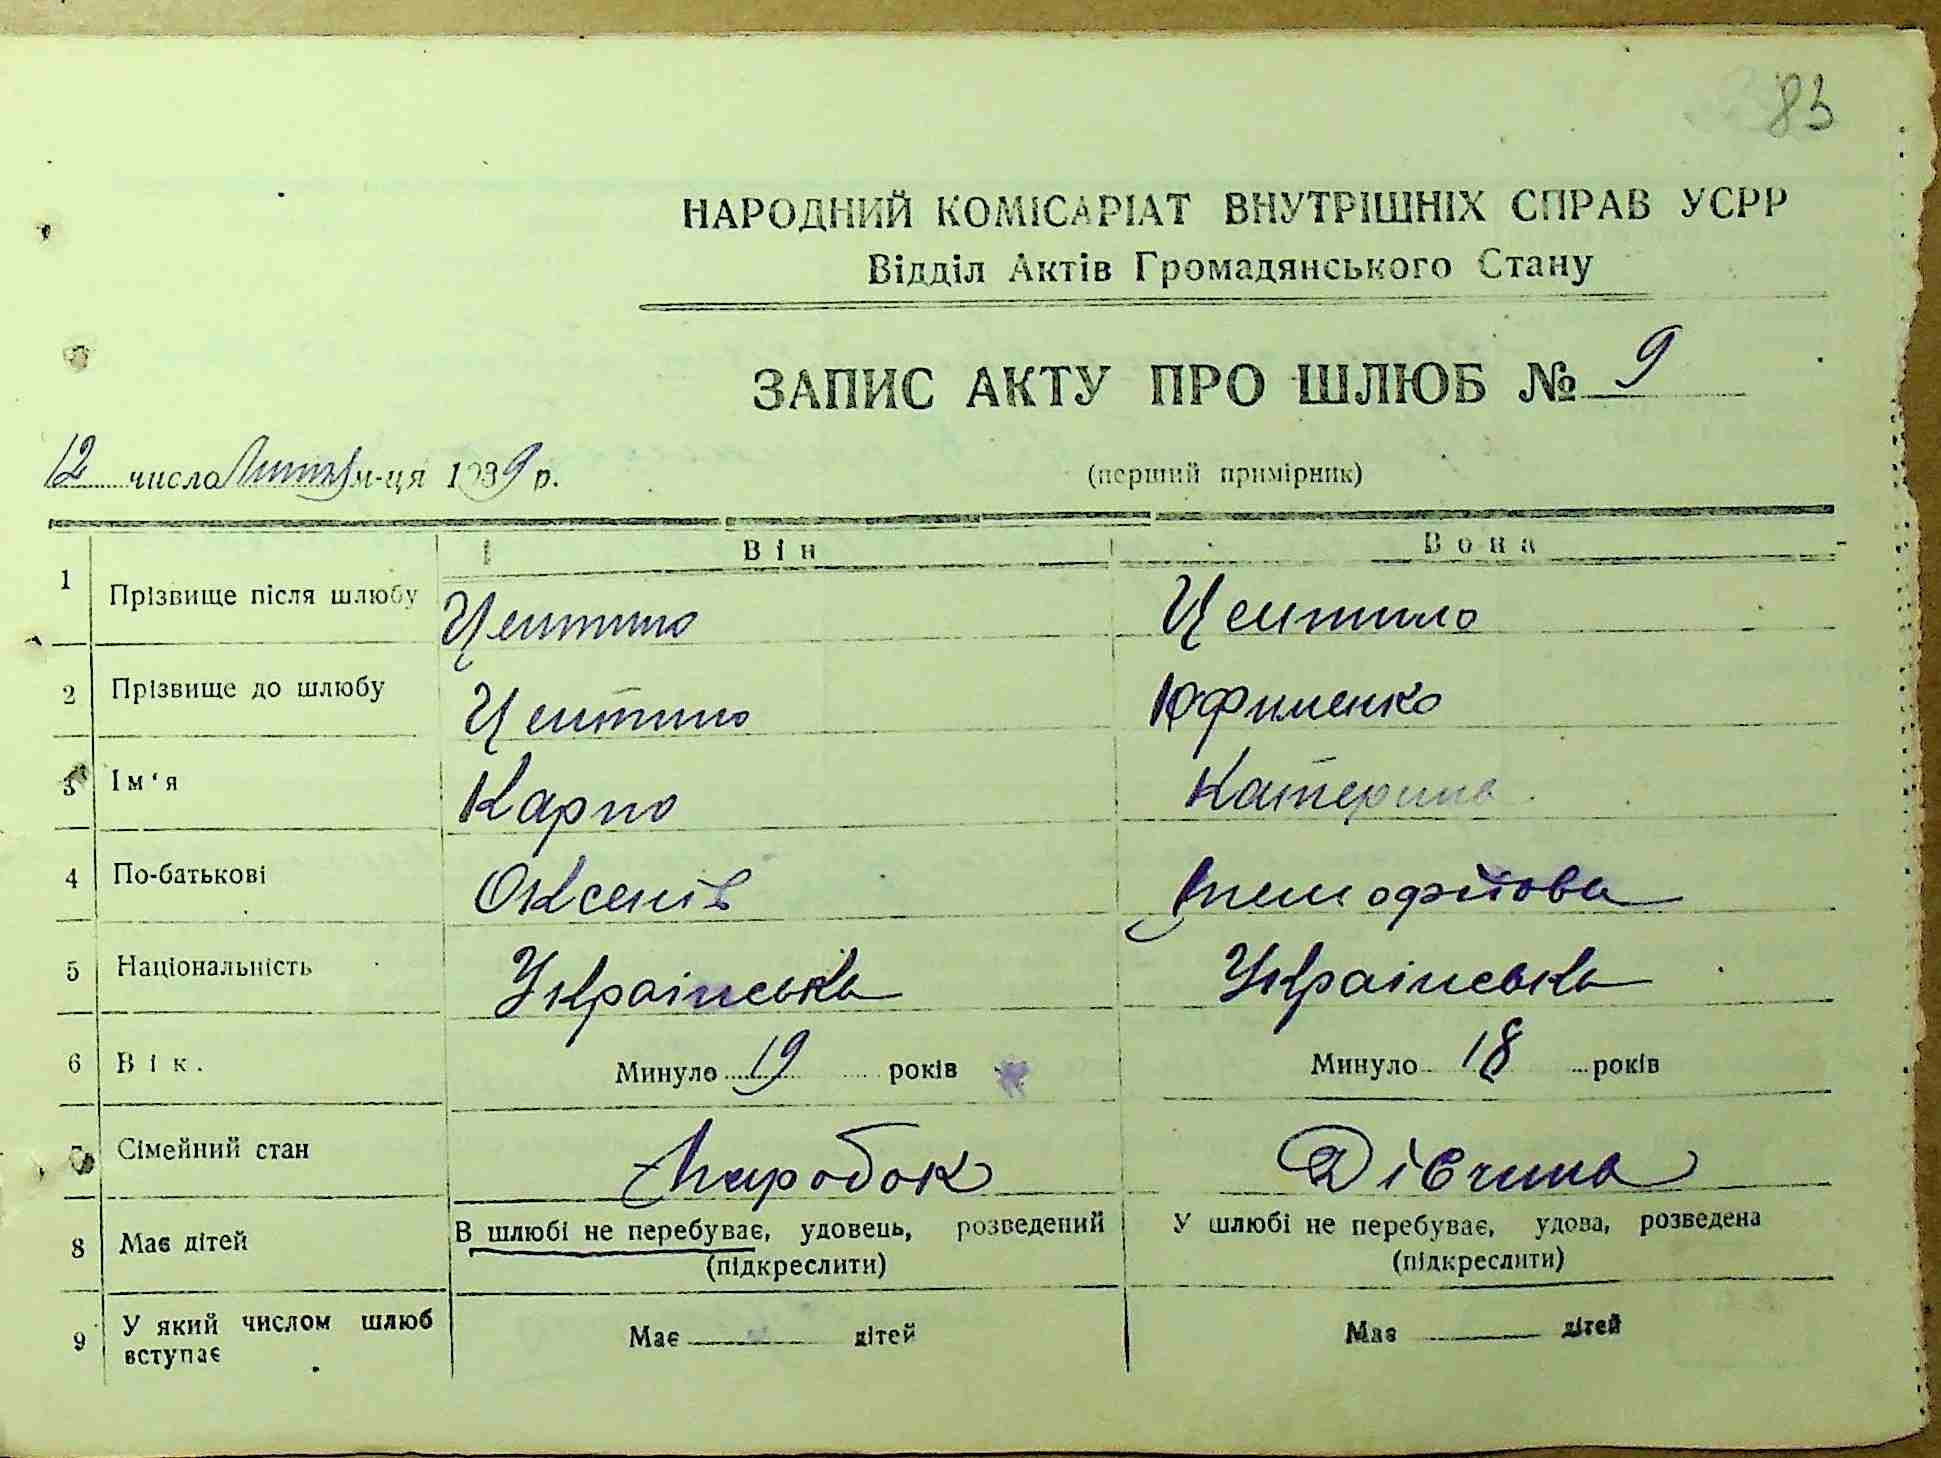 83
НАРОДНИЙ КОМІСАРІАТ ВНУТРІШНІХ СПРАВ УСРР
Відділ Актів Громадянського Стану
ЗАПИС АКТУ ПРО ШЛЮБ № 9
12 числа м-ця 1939 р.
(перший примірник)
Він Вона
1 Прізвище після шлюбу
2 Прізвище до шлюбу Юфименко
3 Ім'я Карпо Катерина
4 По-батькові Оксенів Тимофійова
5 Національність Українська Українська
6 Вік. Минуло 19 років Минуло 18 років
7 Сімейний стан Паробок Дівчина
8 Має дітей В шлюбі не перебуває, удовець, розведений У шлюбі не перебуває, удова, розведена
(підкреслити) (підкреслити)
9 У який числом шлюб вступає Має дітей Має дітей